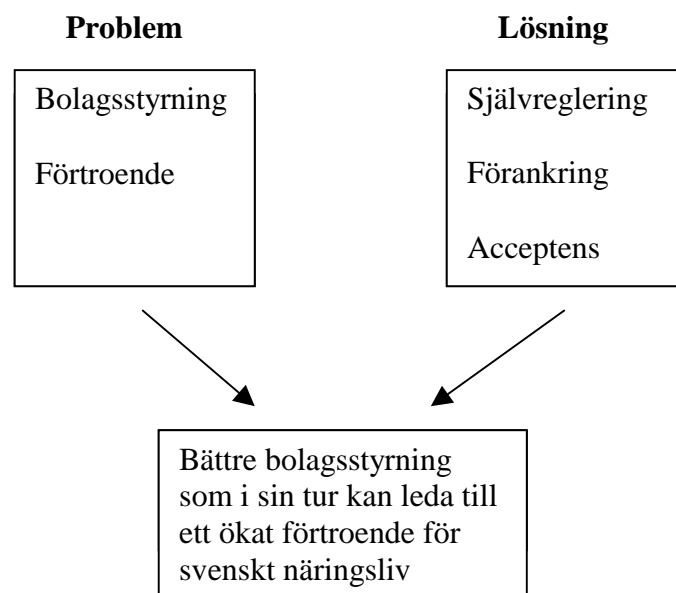 Problem
Bolagsstyrning
Förtroende
Lösning
Självreglering
Förankring
Acceptens
Bättre bolagsstyrning
som i sin tur kan leda till
ett ökat förtroende för
svenskt näringsliv